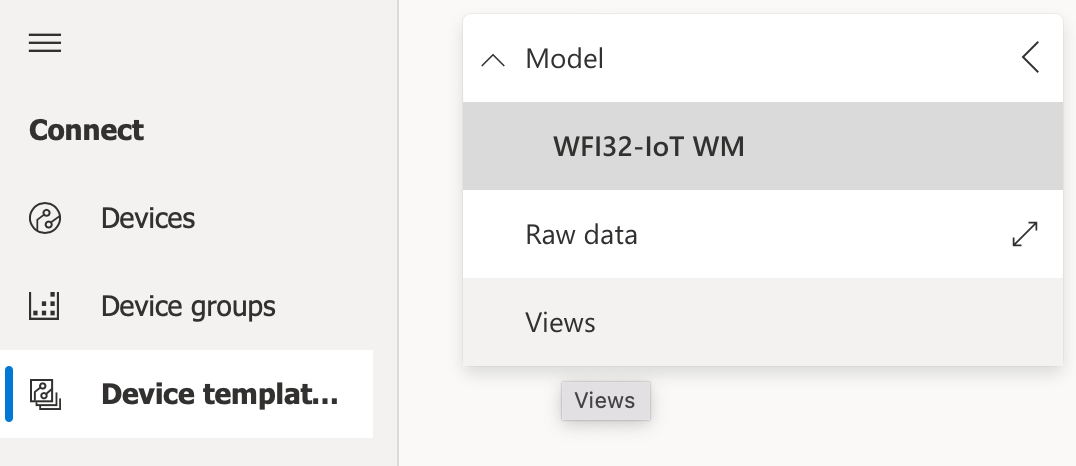 Connect
Devices
Device groups
Device templat...
Model
WFI32-IoT WM
Raw data
Views
Views